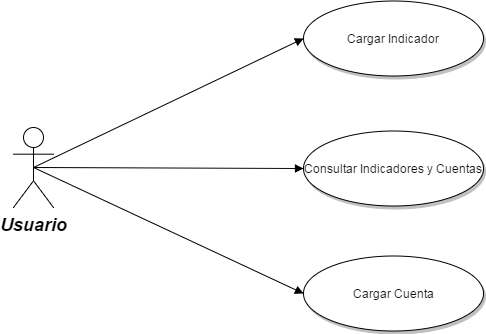 Cargar Indicador
Consultar Indicadores y Cuentas
Usuario
Cargar Cuenta